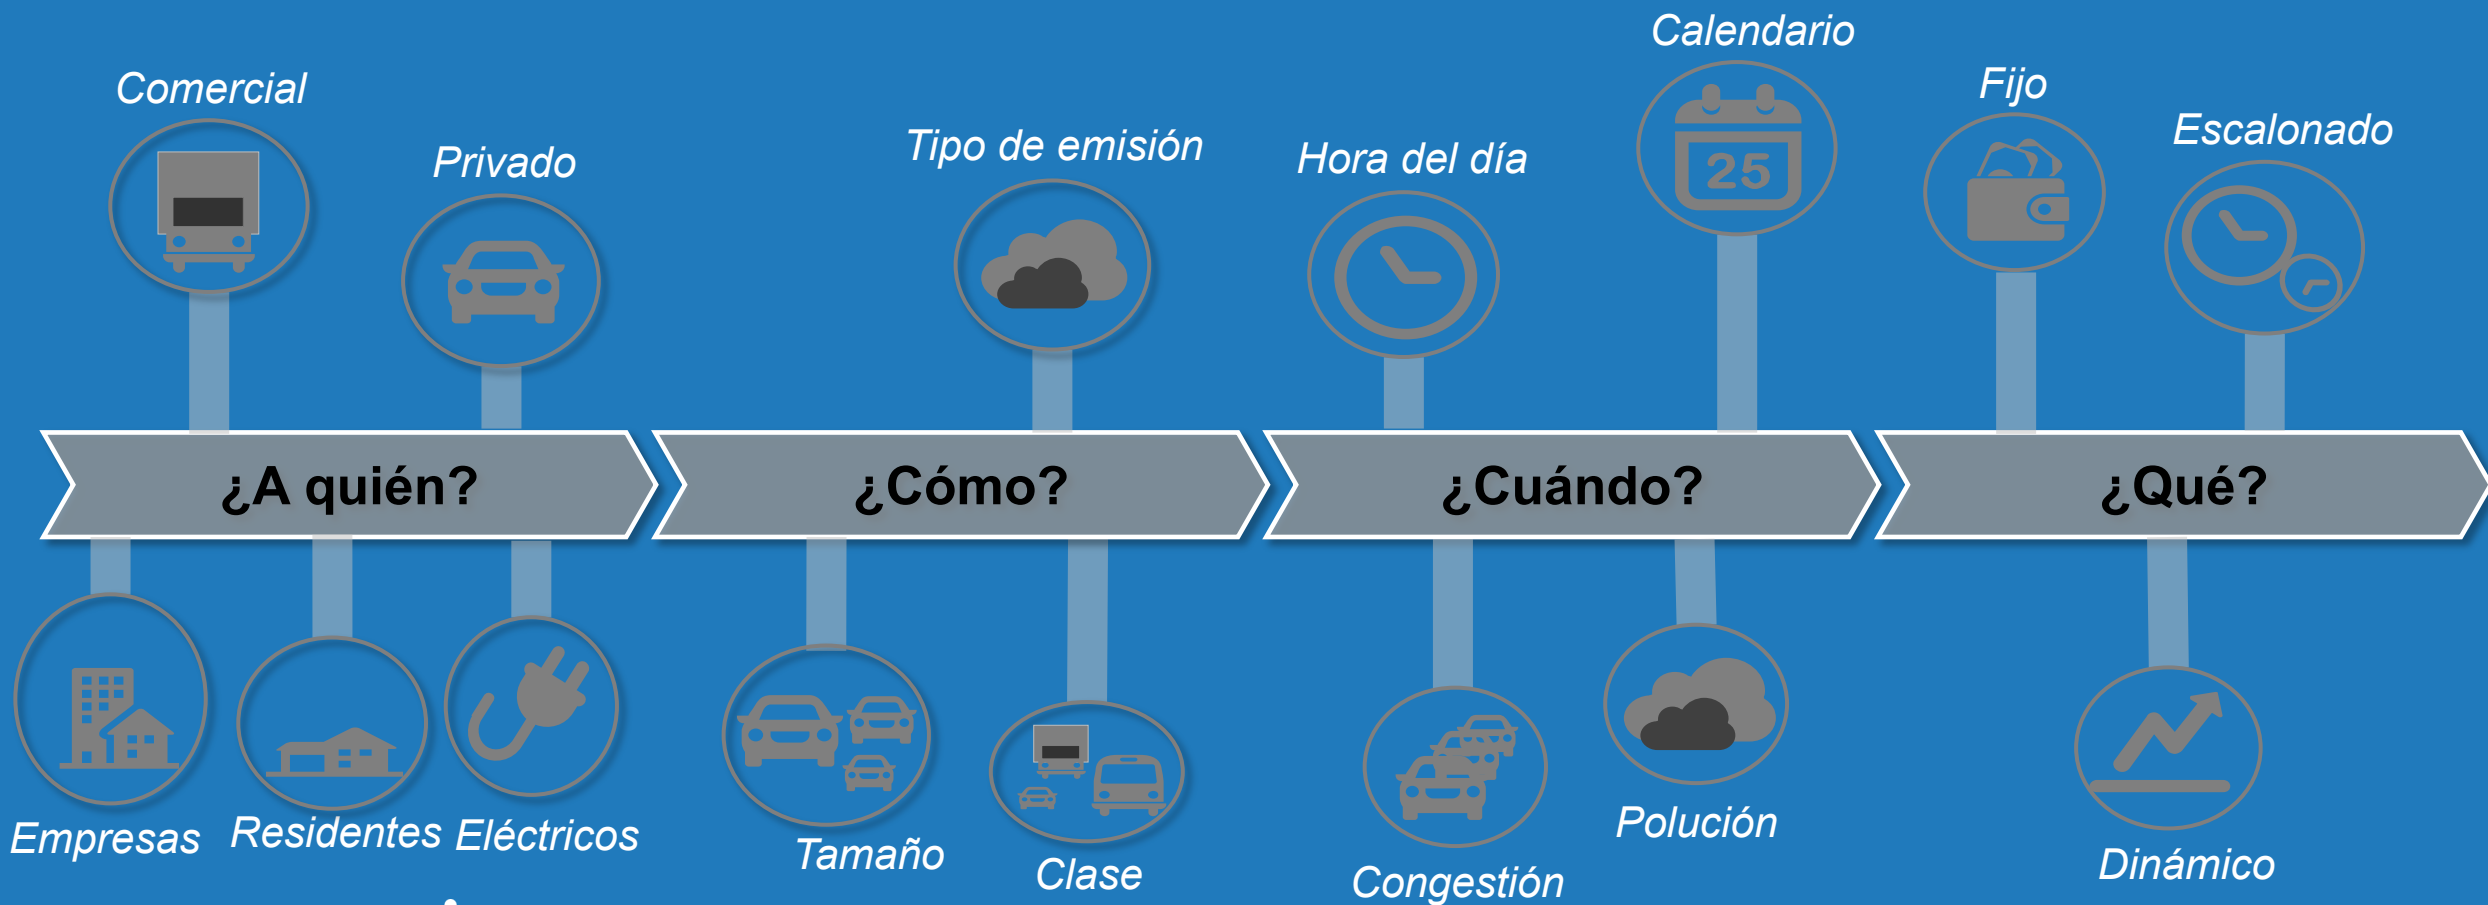 Calendario
Comercial
Fijo
Escalonado
Tipo de emisión
Privado
Hora del día
25
¿A quién?
¿Cómo?
¿Cuándo?
¿Qué?
Empresas
Residentes
Eléctricos
Tamaño
Clase
Congestión
Polución
Dinámico